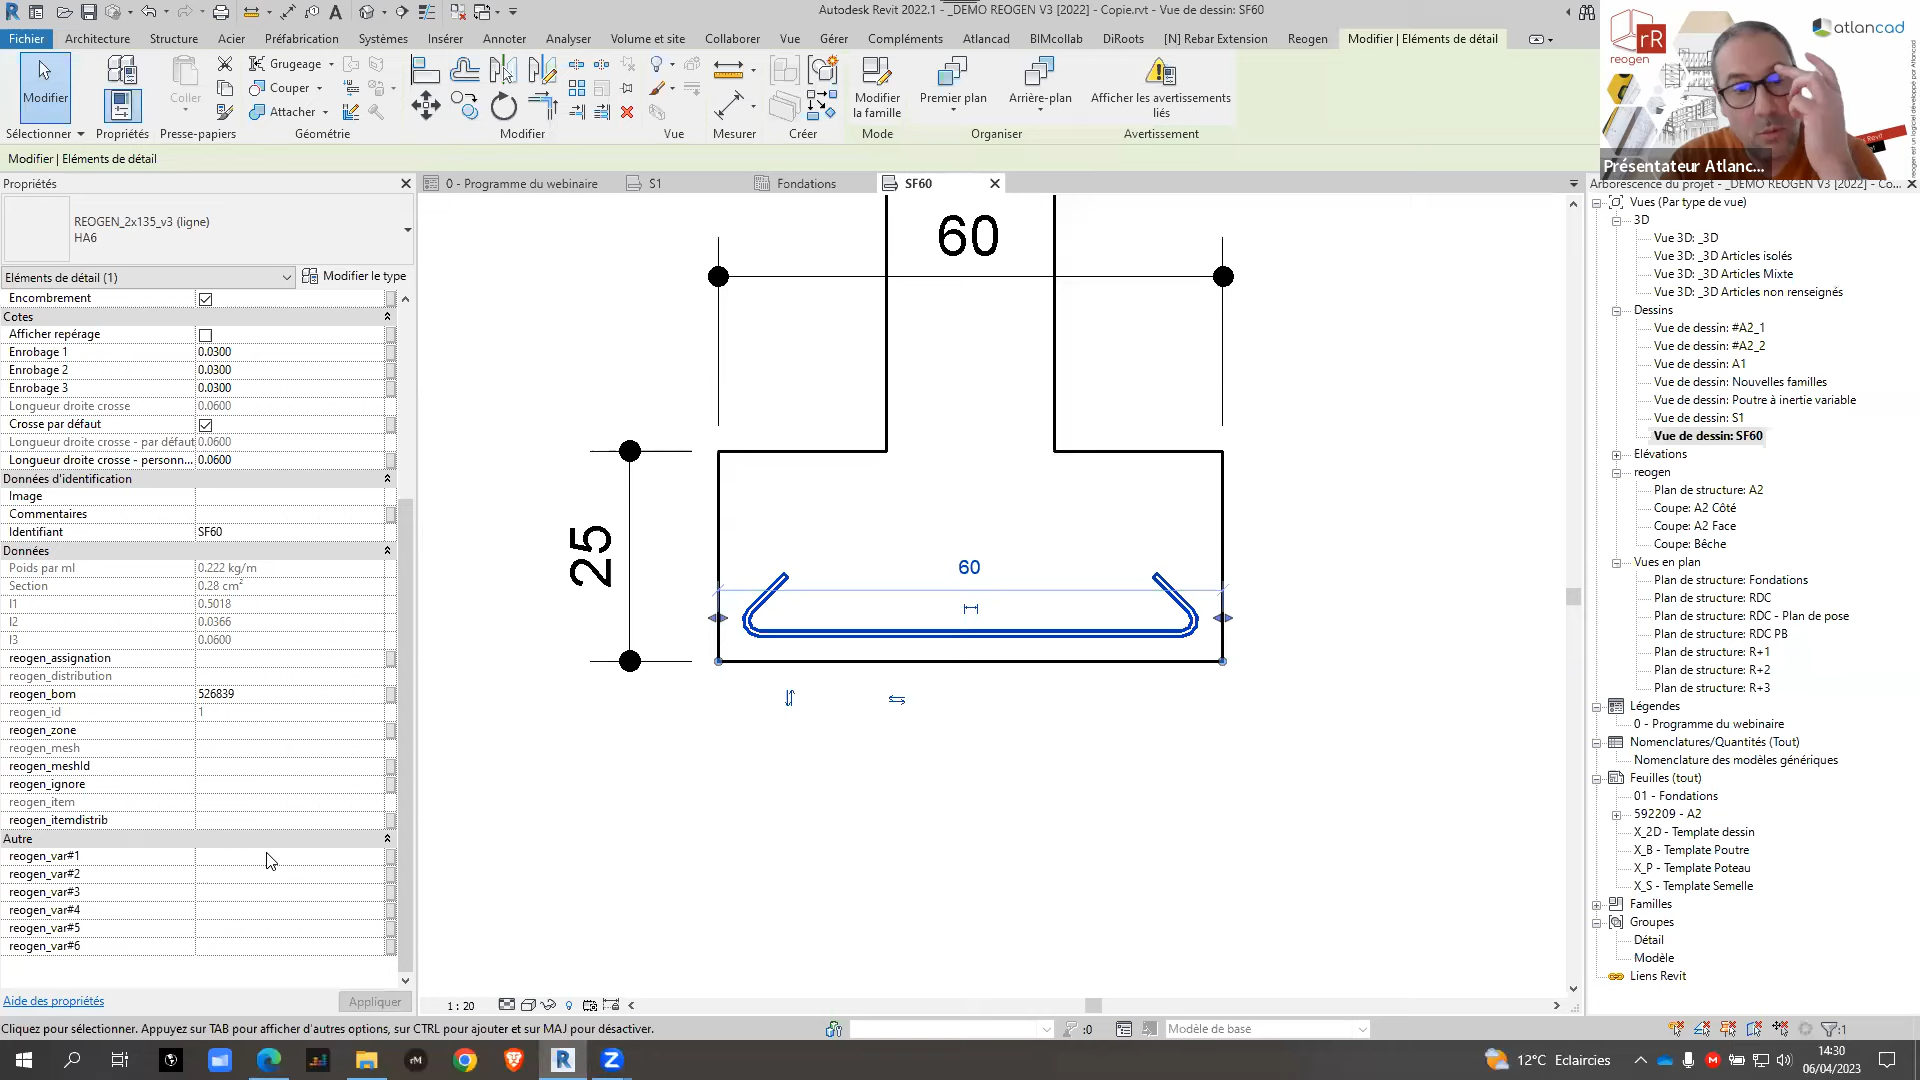 Autodesk Revit 2022.1 - _DEMO REOGEN V3 [2022] - Copie.rvt - Vue de dessin: SF60
Fichier Architecture Structure Acier Préfabrication Systèmes Insérer Annoter Analyser Volume et site Collaborer Vue Gérer Compléments Atlancad BIMcollab DiRoots [N] Rebar Extension Reogen Modifier | Eléments de détail
Modifier Coller Grugeage Couper Attacher
Modifier la famille
Premier plan
Arrière-plan
Afficher les avertissements liés
Sélectionner Propriétés Presse-papiers Géométrie Modifier Vue Mesurer Créer Mode Organiser Avertissement
Modifier | Eléments de détail
reogen
atlancad
Présentateur Atlanc...
Propriétés
REOGEN_2x135_v3 (ligne)
HA6
Eléments de détail (1) Modifier le type
Encombrement
Cotes
Afficher repérage
Enrobage 1 0.0300
Enrobage 2 0.0300
Enrobage 3 0.0300
Longueur droite crosse 0.0600
Crosse par défaut
Longueur droite crosse - par défaut 0.0600
Longueur droite crosse - personn... 0.0600
Données d'identification
Image
Commentaires
Identifiant SF60
Données
Poids par ml 0.222 kg/m
Section 0.28 cm²
l1 0.5018
l2 0.0366
l3 0.0600
reogen_assignation
reogen_distribution
reogen_bom 526839
reogen_id 1
reogen_zone
reogen_mesh
reogen_meshId
reogen_ignore
reogen_item
reogen_itemdistrib
Autre
reogen_var#1
reogen_var#2
reogen_var#3
reogen_var#4
reogen_var#5
reogen_var#6
Aide des propriétés Appliquer
0 - Programme du webinaire S1 Fondations SF60
60
25
60
1 : 20
Arborescence du projet - _DEMO REOGEN V3 [2022] - Co...
Vues (Par type de vue)
3D
Vue 3D: _3D
Vue 3D: _3D Articles isolés
Vue 3D: _3D Articles Mixte
Vue 3D: _3D Articles non renseignés
Dessins
Vue de dessin: #A2_1
Vue de dessin: #A2_2
Vue de dessin: A1
Vue de dessin: Nouvelles familles
Vue de dessin: Poutre à inertie variable
Vue de dessin: S1
Vue de dessin: SF60
Elévations
reogen
Plan de structure: A2
Coupe: A2 Côté
Coupe: A2 Face
Coupe: Bêche
Vues en plan
Plan de structure: Fondations
Plan de structure: RDC
Plan de structure: RDC - Plan de pose
Plan de structure: RDC PB
Plan de structure: R+1
Plan de structure: R+2
Plan de structure: R+3
Légendes
0 - Programme du webinaire
Nomenclatures/Quantités (Tout)
Nomenclature des modèles génériques
Feuilles (tout)
01 - Fondations
592209 - A2
X_2D - Template dessin
X_B - Template Poutre
X_P - Template Poteau
X_S - Template Semelle
Familles
Groupes
Détail
Modèle
Liens Revit
Cliquez pour sélectionner. Appuyez sur TAB pour afficher d'autres options, sur CTRL pour ajouter et sur MAJ pour désactiver. :0 Modèle de base :1
12°C Eclaircies
14:30
06/04/2023